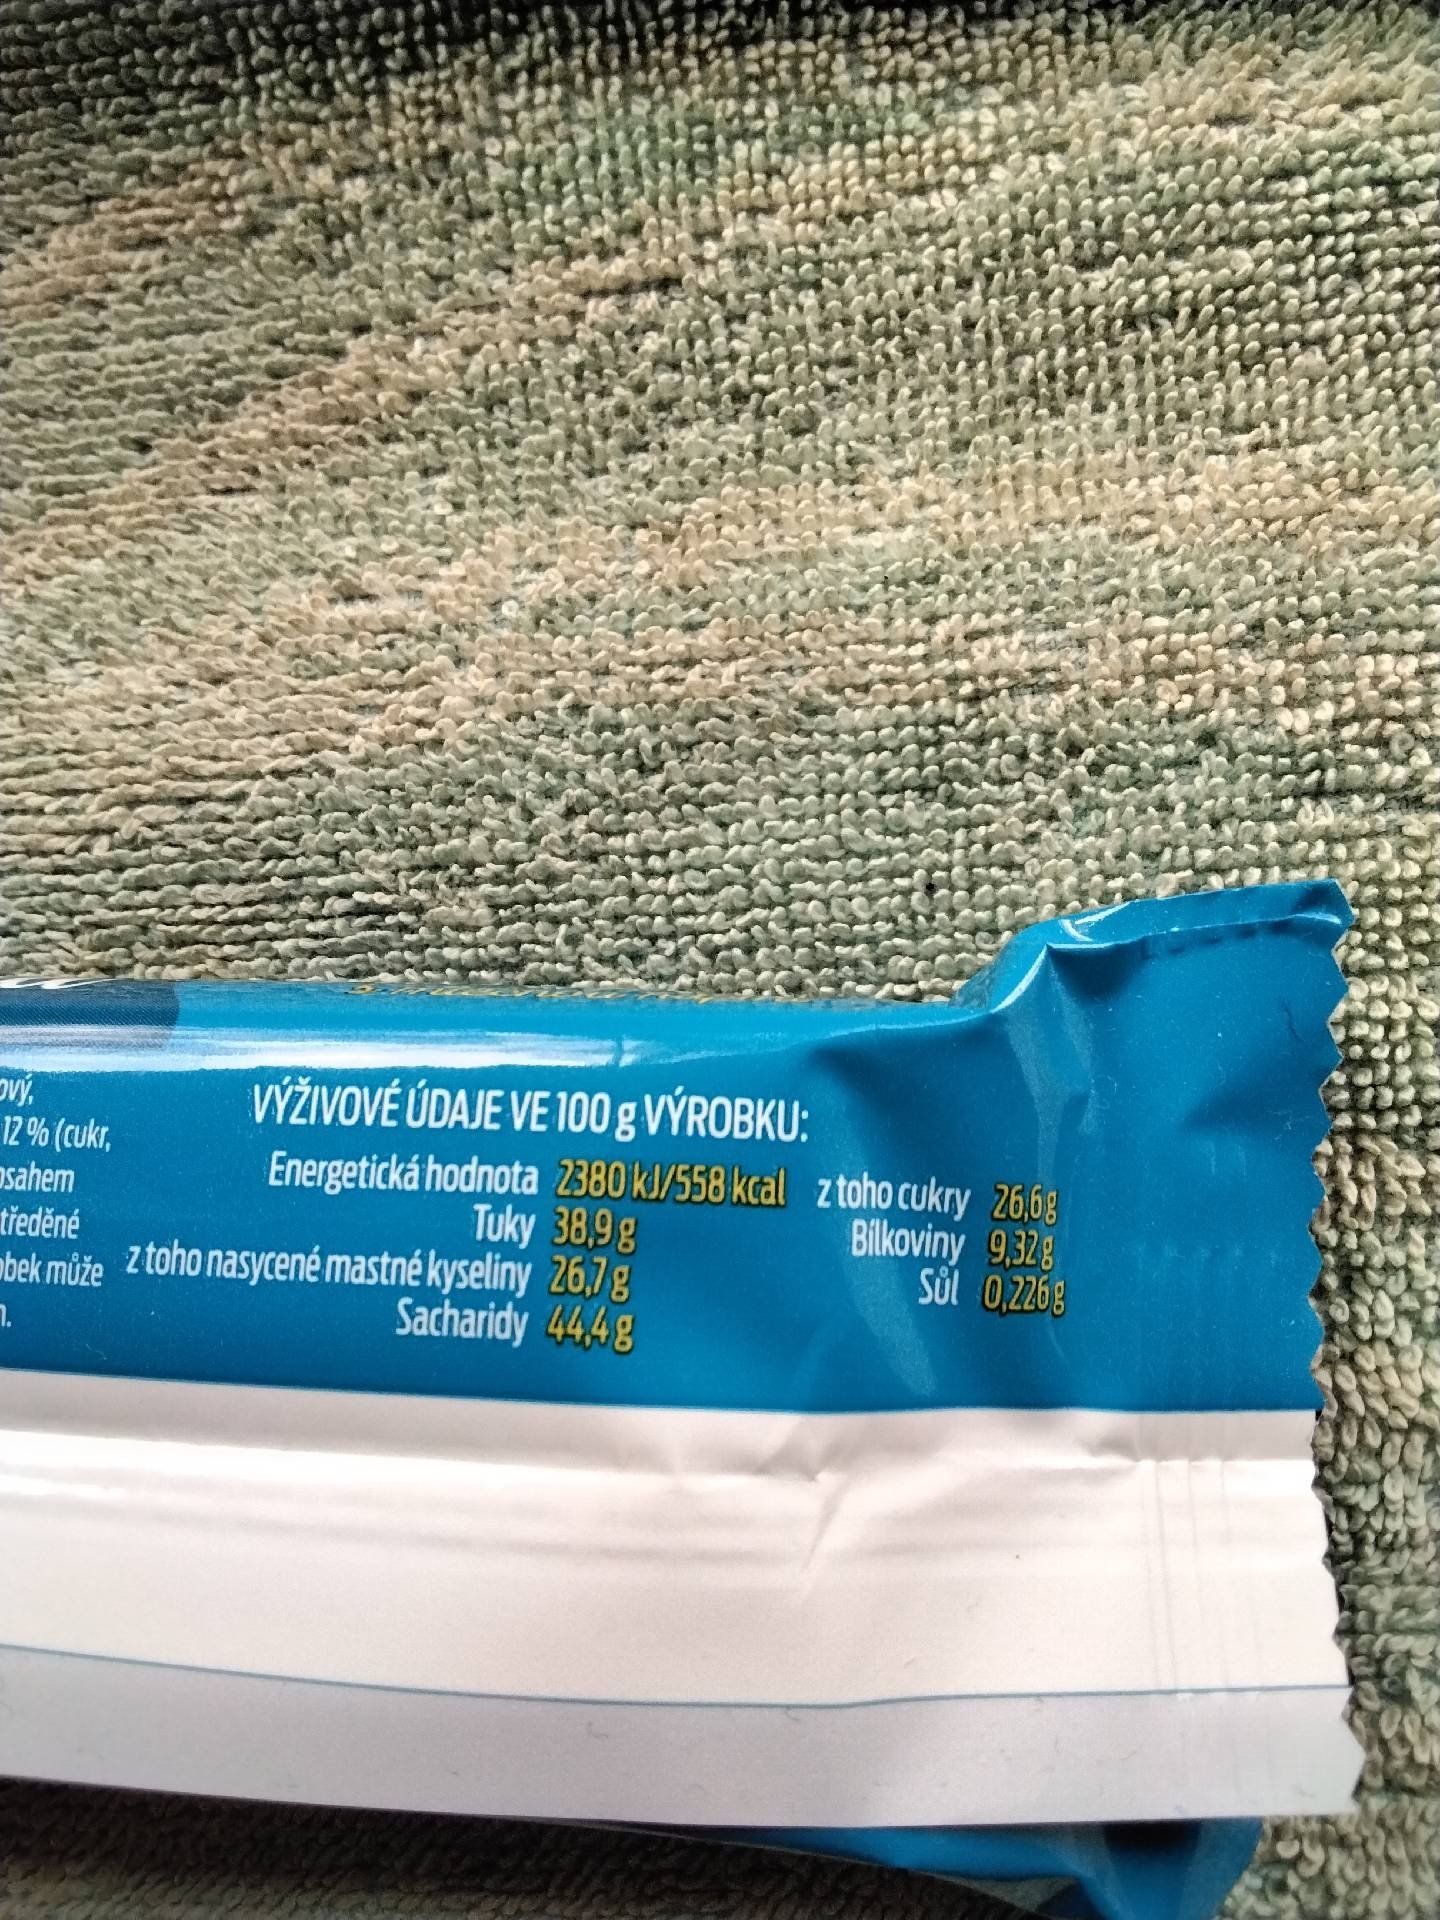 ový,
12 % (cukr,
bsahem
tředěné
obek může
n.
VÝŽIVOVÉ ÚDAJE VE 100 g VÝROBKU:
Energetická hodnota 2380 kJ/558 kcal
Tuky 38,9 g
z toho nasycené mastné kyseliny 26,7 g
Sacharidy 44,4 g
z toho cukry 26,6 g
Bílkoviny 9,32 g
Sůl 0,226 g